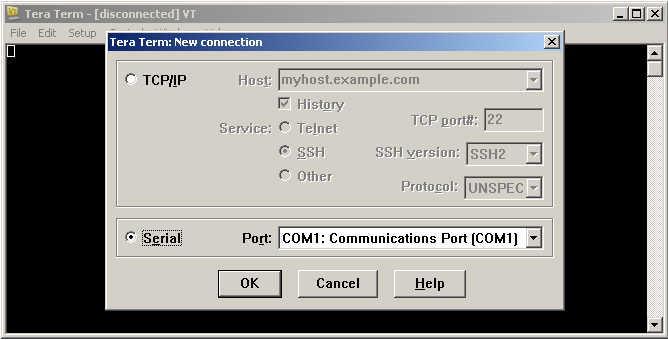 Tera Term - [disconnected] VT
File Edit Setup
Tera Term: New connection
TCP/IP Host: myhost.example.com
History
Service: Telnet TCP port#: 22
SSH SSH version: SSH2
Other Protocol: UNSPEC
Serial Port: COM1: Communications Port (COM1)
OK Cancel Help